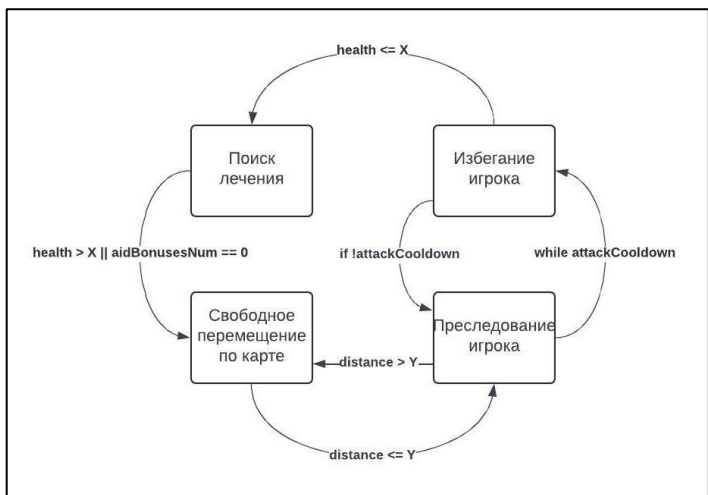 health <= X
Поиск
лечения
Избегание
игрока
health > X || aidBonusesNum == 0
if !attackCooldown
while attackCooldown
Свободное
перемещение
по карте
Преследование
игрока
distance > Y
distance <= Y